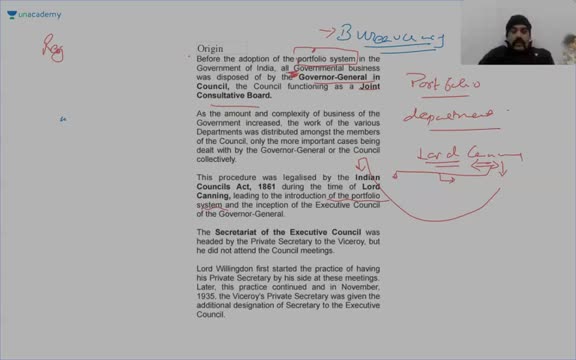 unacademy
→ Bureaucracy
Reg
Origin
Before the adoption of the portfolio system in the
Government of India, all Governmental business
was disposed of by the Governor-General in
Council, the Council functioning as a Joint
Consultative Board.
As the amount and complexity of business of the
Government increased, the work of the various
Departments was distributed amongst the members
of the Council, only the more important cases being
dealt with by the Governor-General or the Council
collectively.
This procedure was legalised by the Indian
Councils Act, 1861 during the time of Lord
Canning, leading to the introduction of the portfolio
system and the inception of the Executive Council
of the Governor-General.
The Secretariat of the Executive Council was
headed by the Private Secretary to the Viceroy, but
he did not attend the Council meetings.
Lord Willingdon first started the practice of having
his Private Secretary by his side at these meetings.
Later, this practice continued and in November,
1935, the Viceroy's Private Secretary was given the
additional designation of Secretary to the Executive
Council.
Portfolio
department
Lord Canning